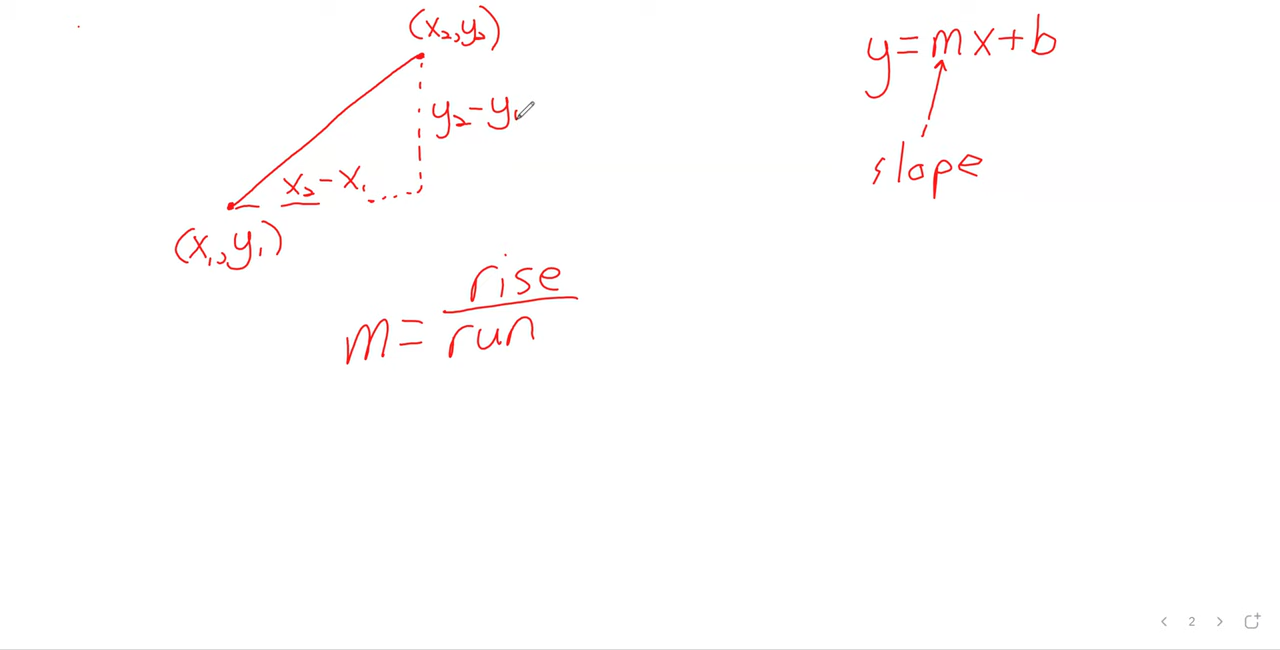 (x₂,y₂)
y = mx + b
y₂ - y₁
slope
x₂ - x₁
(x₁,y₁)
m = rise/run
2